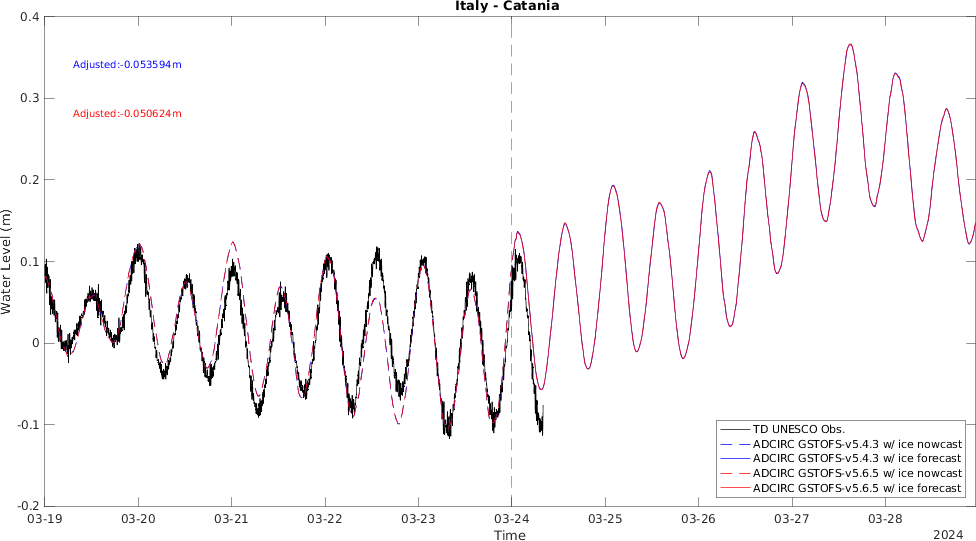 Italy - Catania
0.4
0.3
0.2
0.1
0
-0.1
-0.2
Water Level (m)
Adjusted:-0.053594m
Adjusted:-0.050624m
TD UNESCO Obs.
ADCIRC GSTOFS-v5.4.3 w/ ice nowcast
ADCIRC GSTOFS-v5.4.3 w/ ice forecast
ADCIRC GSTOFS-v5.6.5 w/ ice nowcast
ADCIRC GSTOFS-v5.6.5 w/ ice forecast
03-19 03-20 03-21 03-22 03-23 03-24 03-25 03-26 03-27 03-28
Time
2024